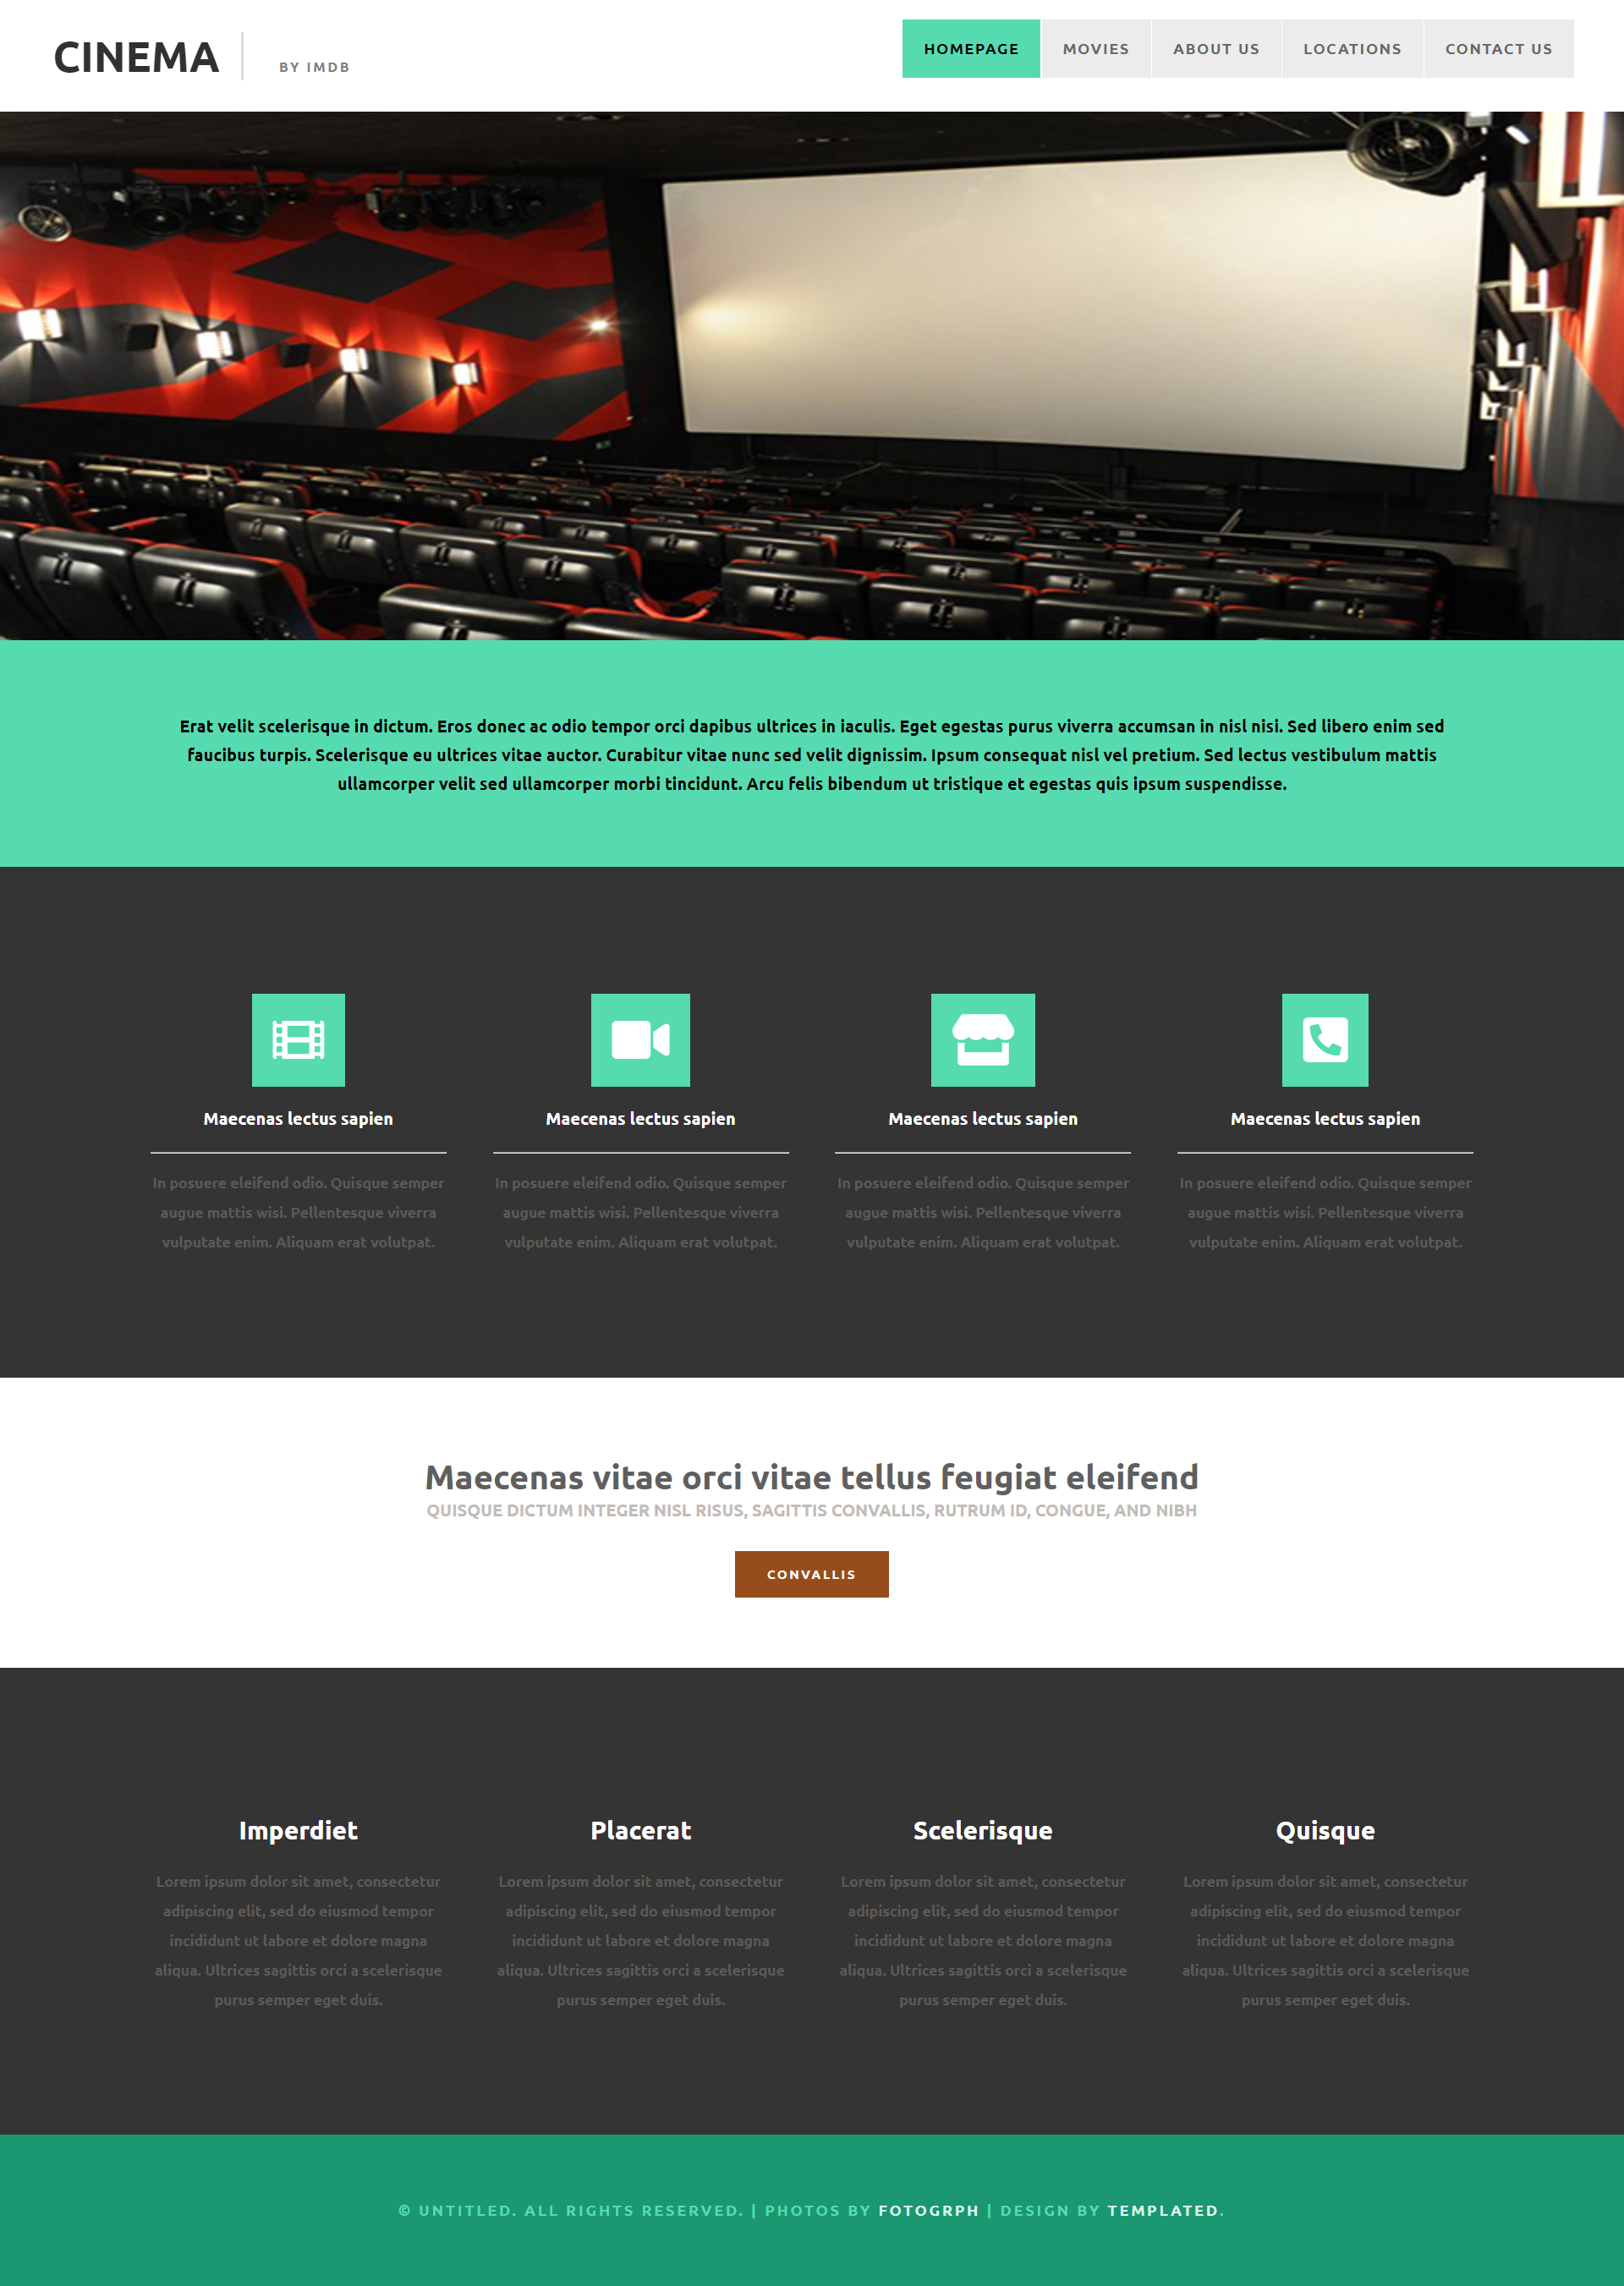 CINEMA
BY IMDB
HOMEPAGE
MOVIES
ABOUT US
LOCATIONS
CONTACT US
Erat velit scelerisque in dictum. Eros donec ac odio tempor orci dapibus ultrices in iaculis. Eget egestas purus viverra accumsan in nisl nisi. Sed libero enim sed
faucibus turpis. Scelerisque eu ultrices vitae auctor. Curabitur vitae nunc sed velit dignissim. Ipsum consequat nisl vel pretium. Sed lectus vestibulum mattis
ullamcorper velit sed ullamcorper morbi tincidunt. Arcu felis bibendum ut tristique et egestas quis ipsum suspendisse.
Maecenas lectus sapien
In posuere eleifend odio. Quisque semper
augue mattis wisi. Pellentesque viverra
vulputate enim. Aliquam erat volutpat.
Maecenas lectus sapien
In posuere eleifend odio. Quisque semper
augue mattis wisi. Pellentesque viverra
vulputate enim. Aliquam erat volutpat.
Maecenas lectus sapien
In posuere eleifend odio. Quisque semper
augue mattis wisi. Pellentesque viverra
vulputate enim. Aliquam erat volutpat.
Maecenas lectus sapien
In posuere eleifend odio. Quisque semper
augue mattis wisi. Pellentesque viverra
vulputate enim. Aliquam erat volutpat.
Maecenas vitae orci vitae tellus feugiat eleifend
QUISQUE DICTUM INTEGER NISL RISUS, SAGITTIS CONVALLIS, RUTRUM ID, CONGUE, AND NIBH
CONVALLIS
Imperdiet
Lorem ipsum dolor sit amet, consectetur
adipiscing elit, sed do eiusmod tempor
incididunt ut labore et dolore magna
aliqua. Ultrices sagittis orci a scelerisque
purus semper eget duis.
Placerat
Lorem ipsum dolor sit amet, consectetur
adipiscing elit, sed do eiusmod tempor
incididunt ut labore et dolore magna
aliqua. Ultrices sagittis orci a scelerisque
purus semper eget duis.
Scelerisque
Lorem ipsum dolor sit amet, consectetur
adipiscing elit, sed do eiusmod tempor
incididunt ut labore et dolore magna
aliqua. Ultrices sagittis orci a scelerisque
purus semper eget duis.
Quisque
Lorem ipsum dolor sit amet, consectetur
adipiscing elit, sed do eiusmod tempor
incididunt ut labore et dolore magna
aliqua. Ultrices sagittis orci a scelerisque
purus semper eget duis.
© UNTITLED. ALL RIGHTS RESERVED. | PHOTOS BY FOTOGRPH | DESIGN BY TEMPLATED.